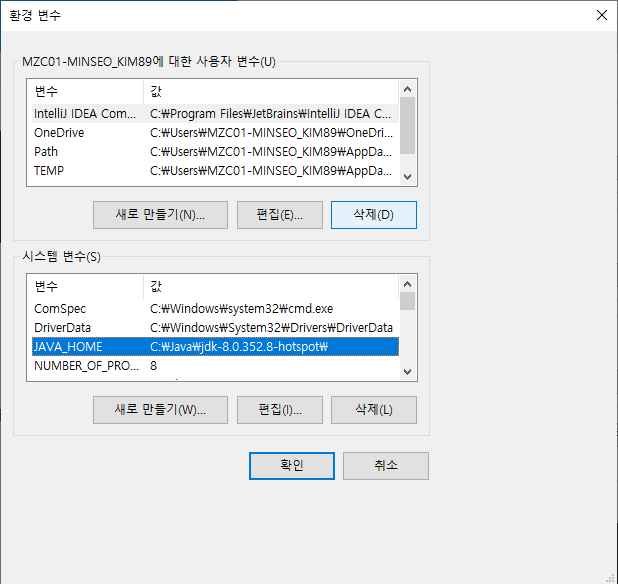 환경 변수
MZC01-MINSEO_KIM89에 대한 사용자 변수(U)
변수 값
IntelliJ IDEA Com... C:₩Program Files₩JetBrains₩IntelliJ IDEA C...
OneDrive C:₩Users₩MZC01-MINSEO_KIM89₩OneDri...
Path C:₩Users₩MZC01-MINSEO_KIM89₩AppDa...
TEMP C:₩Users₩MZC01-MINSEO_KIM89₩AppDa...
새로 만들기(N)... 편집(E)... 삭제(D)
시스템 변수(S)
변수 값
ComSpec C:₩Windows₩system32₩cmd.exe
DriverData C:₩Windows₩System32₩Drivers₩DriverData
JAVA_HOME C:₩Java₩jdk-8.0.352.8-hotspot₩
NUMBER_OF_PRO... 8
새로 만들기(W)... 편집(I)... 삭제(L)
확인 취소